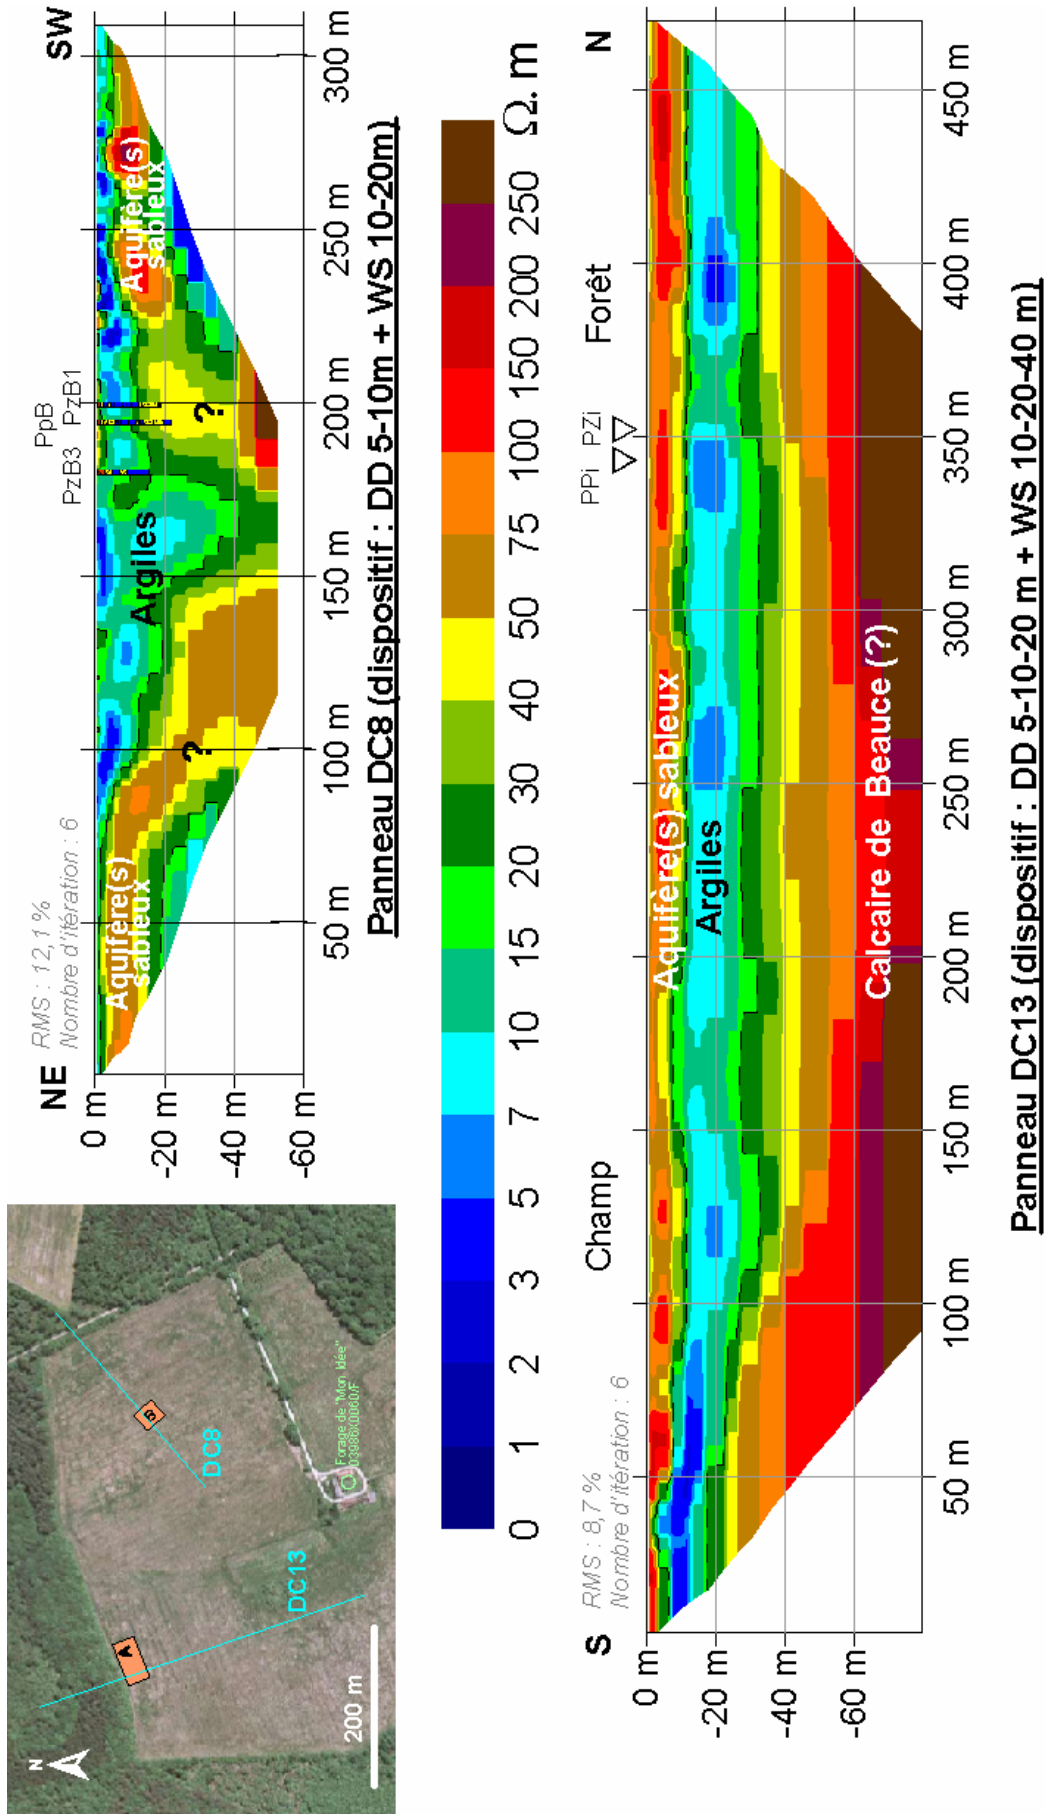 N
A
B
DC8
DC13
Forage de "Mon Idée"
03986X0060/F
200 m
NE
SW
RMS : 12,1 %
Nombre d'itération : 6
PzB3 PpB PzB1
0 m
-20 m
-40 m
-60 m
Aquifère(s)
sableux
Argiles
Aquifère(s)
sableux
?
?
50 m 100 m 150 m 200 m 250 m 300 m
Panneau DC8 (dispositif : DD 5-10m + WS 10-20m)
0 1 2 3 5 7 10 15 20 30 40 50 75 100 150 200 250 Ω. m
S
N
RMS : 8,7 %
Nombre d'itération : 6
Champ
Forêt
PPi PZi
0 m
-20 m
-40 m
-60 m
Aquifère(s) sableux
Argiles
Calcaire de Beauce (?)
50 m 100 m 150 m 200 m 250 m 300 m 350 m 400 m 450 m
Panneau DC13 (dispositif : DD 5-10-20 m + WS 10-20-40 m)